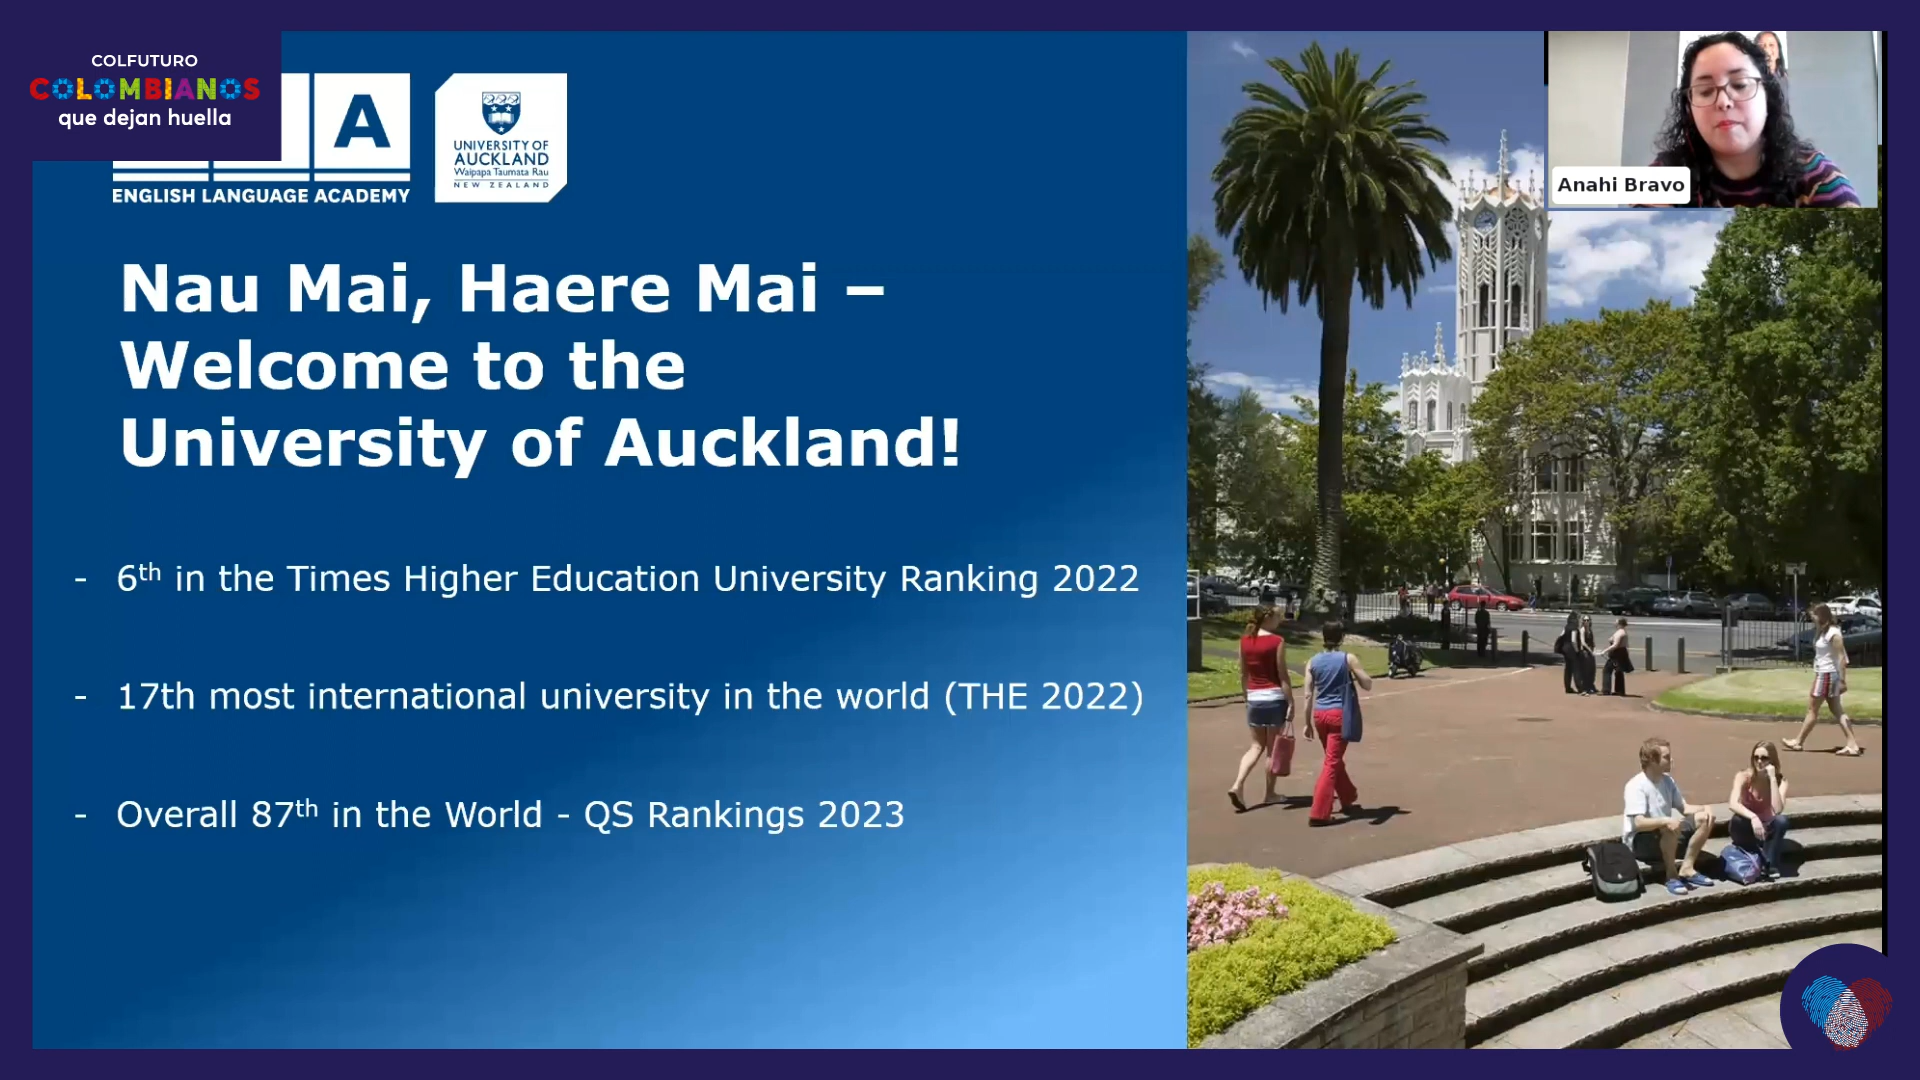 COLFUTURO
COLOMBIANOS
que dejan huella
A
ENGLISH LANGUAGE ACADEMY
UNIVERSITY OF
AUCKLAND
Waipapa Taumata Rau
NEW ZEALAND
Anahi Bravo
Nau Mai, Haere Mai –
Welcome to the
University of Auckland!
- 6th in the Times Higher Education University Ranking 2022
- 17th most international university in the world (THE 2022)
- Overall 87th in the World - QS Rankings 2023